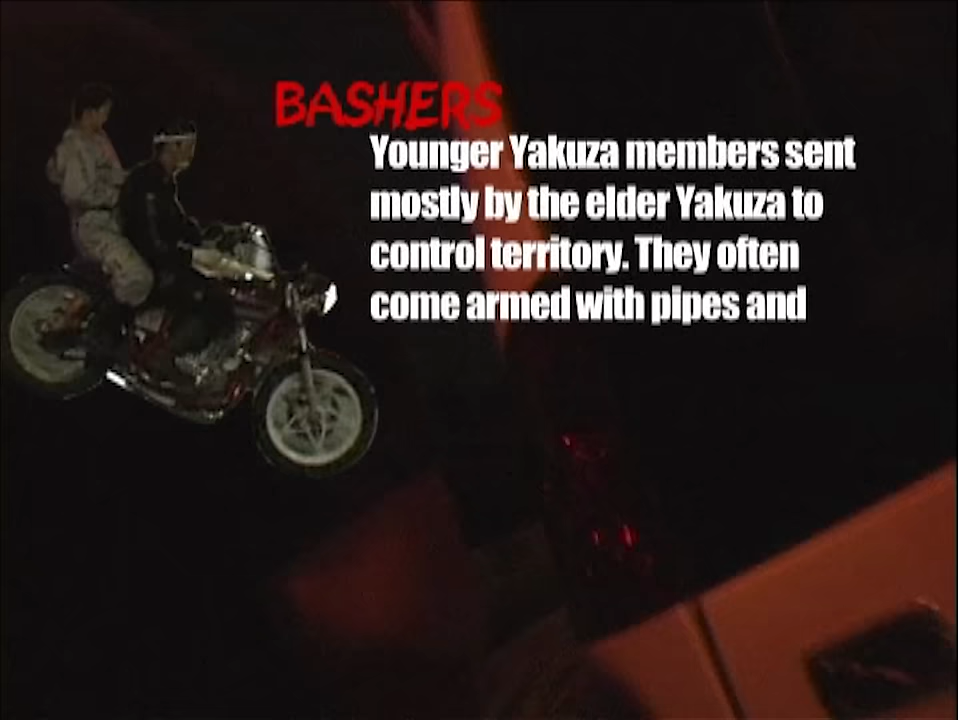 BASHERS
Younger Yakuza members sent
mostly by the elder Yakuza to
control territory. They often
come armed with pipes and